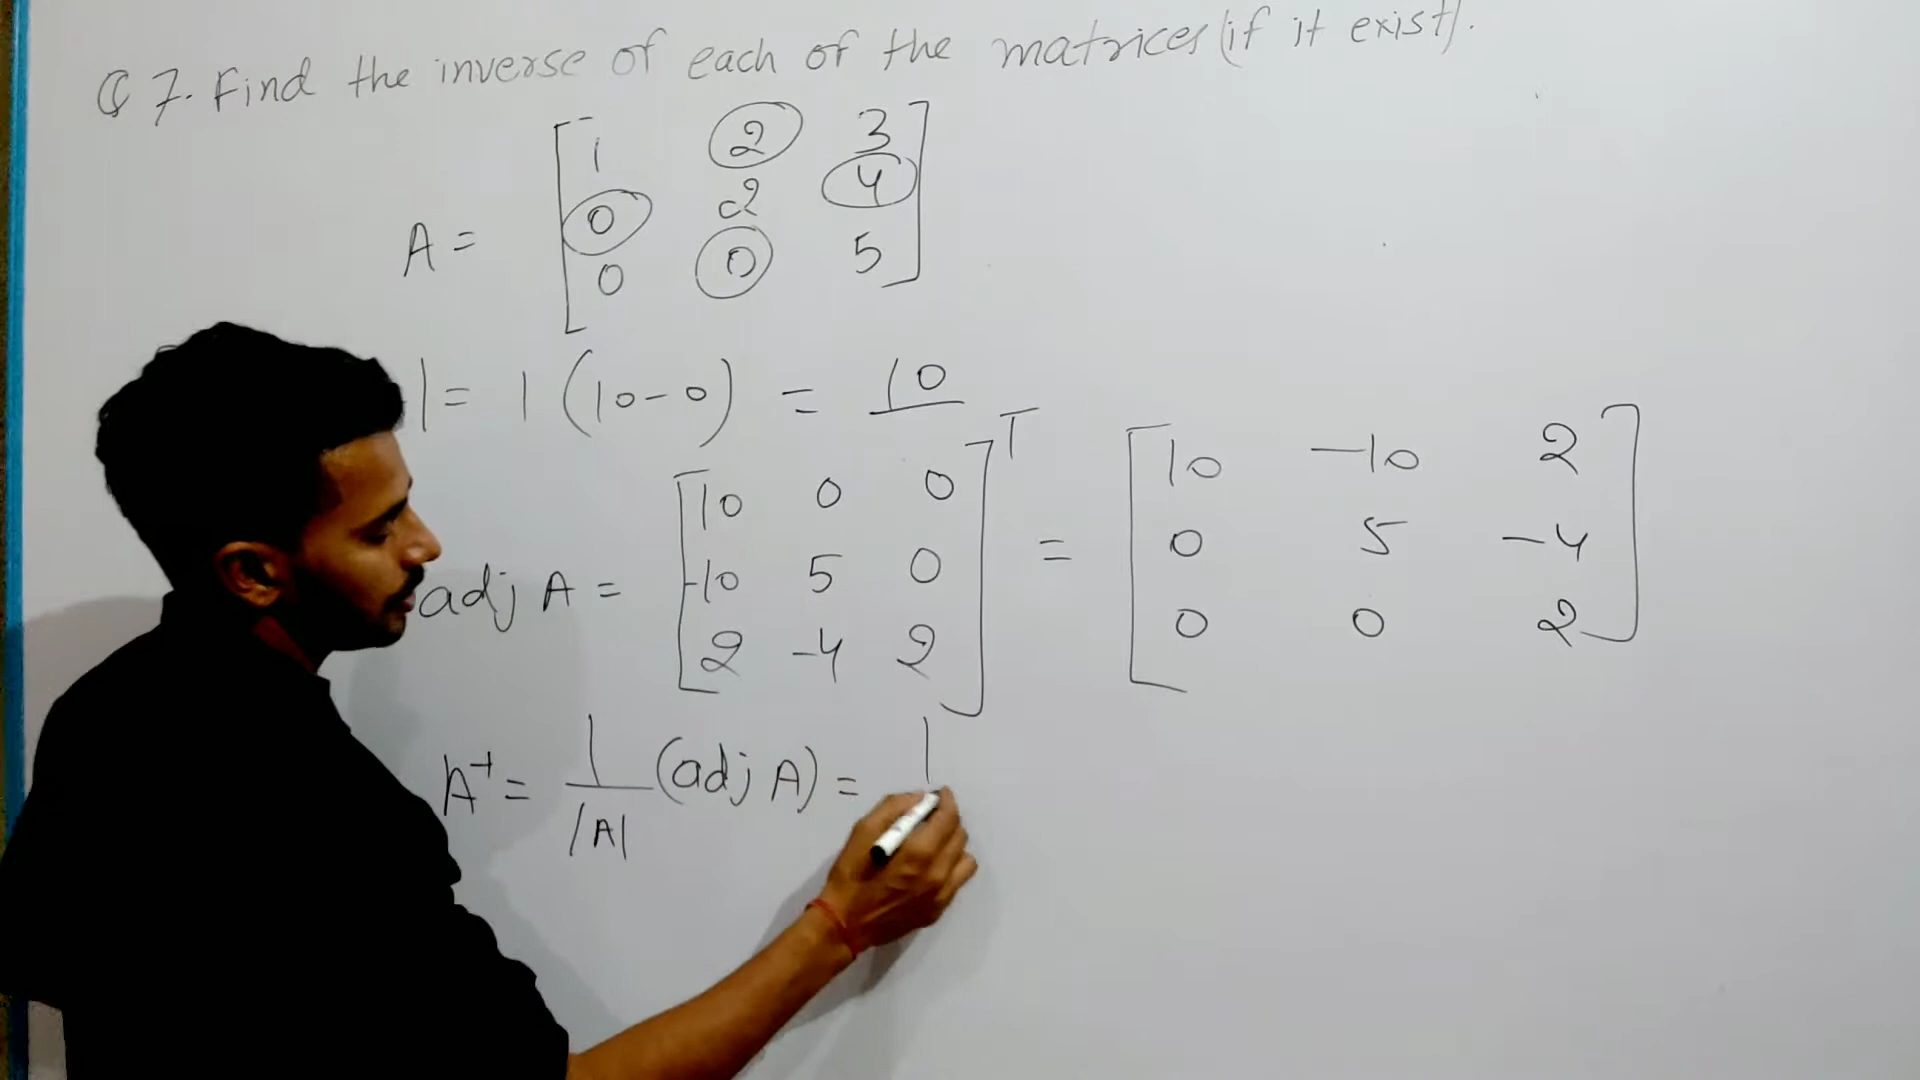 Q 7. Find the inverse of each of the matrices (if it exist).
1 2 3
A = 0 2 4
0 0 5
| = 1 (10-0) = 10
adj A = [10 0 0
-10 5 0
2 -4 2]T = [10 -10 2
0 5 -4
0 0 2]
A-1 = 1/|A| (adj A) = 1